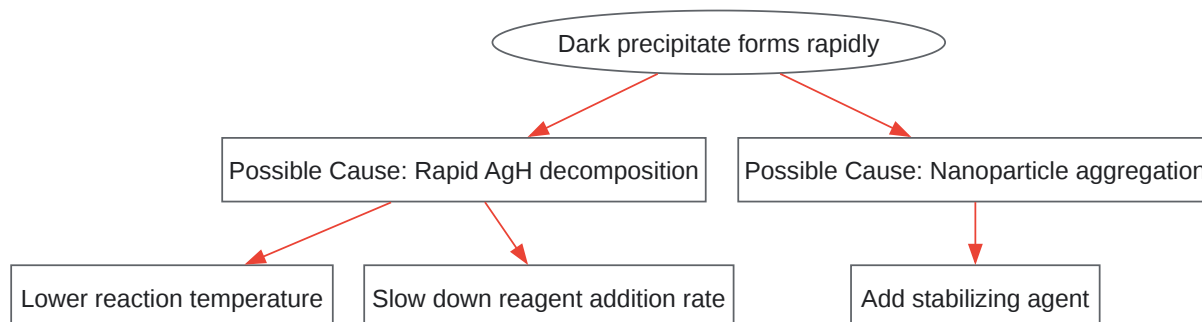 Dark precipitate forms rapidly
Possible Cause: Rapid AgH decomposition
Possible Cause: Nanoparticle aggregation
Lower reaction temperature
Slow down reagent addition rate
Add stabilizing agent